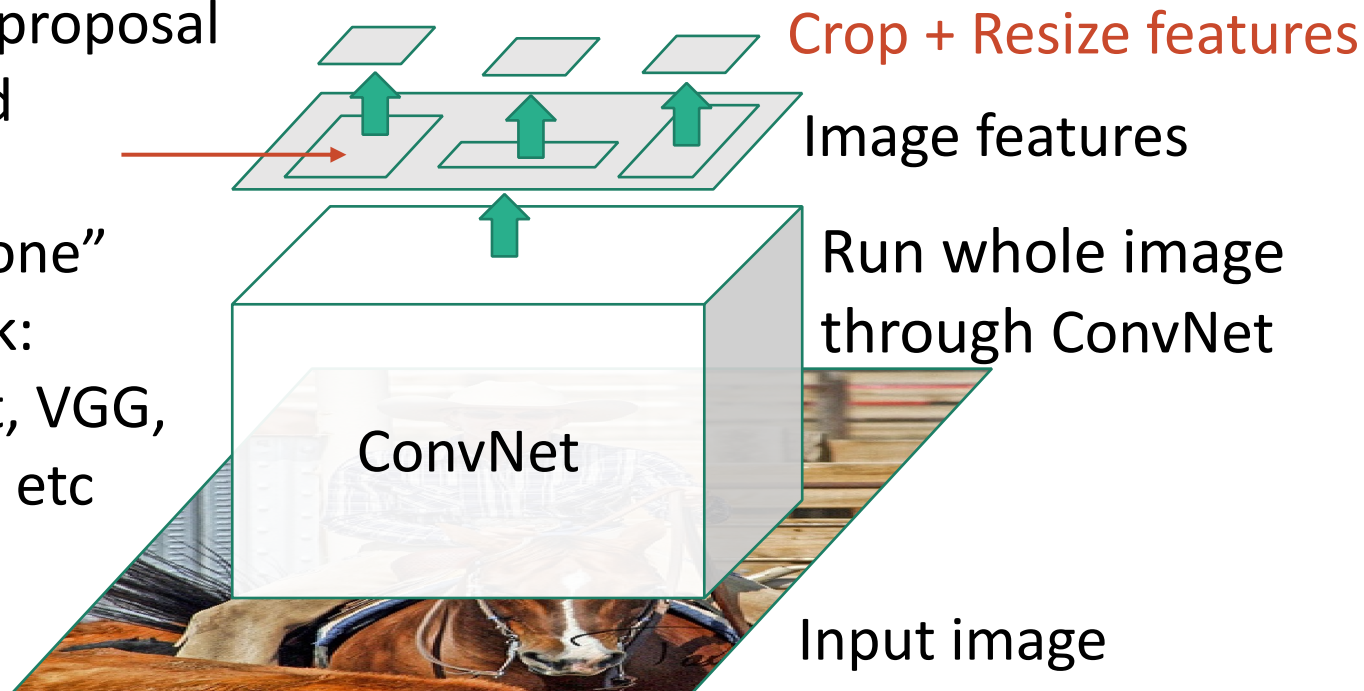 proposal
d
one”
k:
t, VGG,
etc
Crop + Resize features
Image features
Run whole image
through ConvNet
ConvNet
Input image